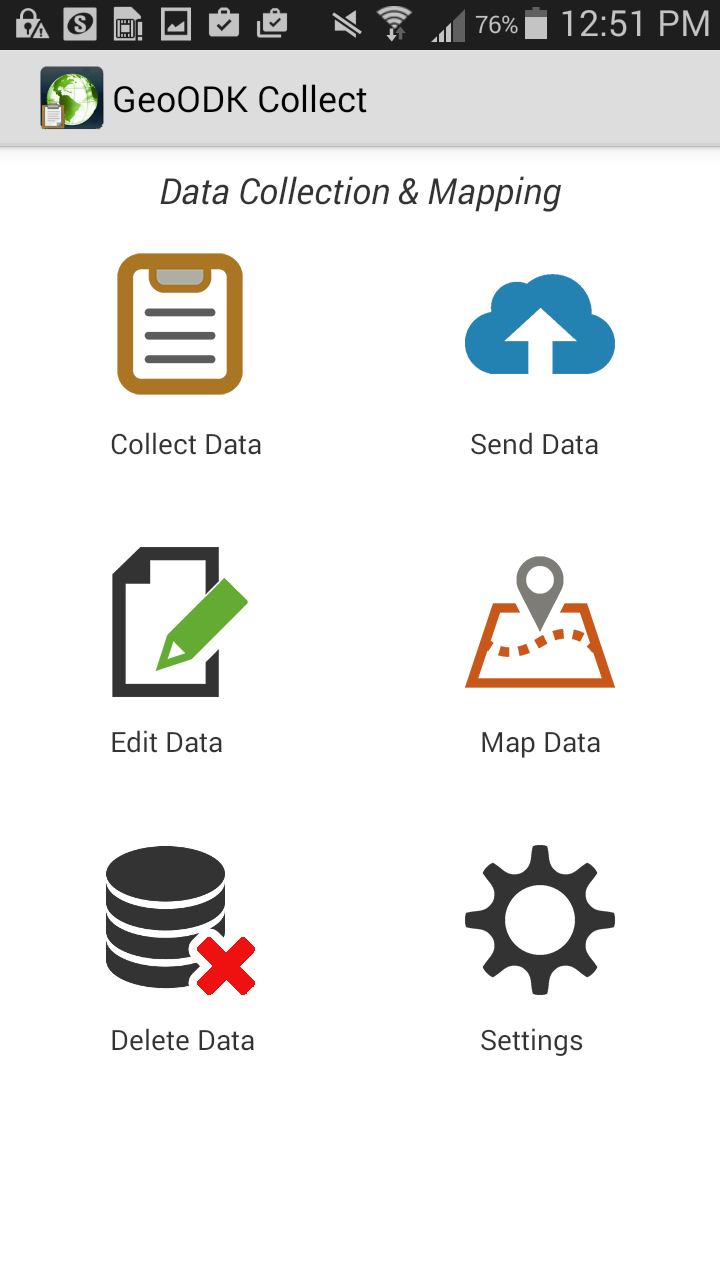 76% 12:51 PM
GeoODK Collect
Data Collection & Mapping
Collect Data Send Data
Edit Data Map Data
Delete Data Settings